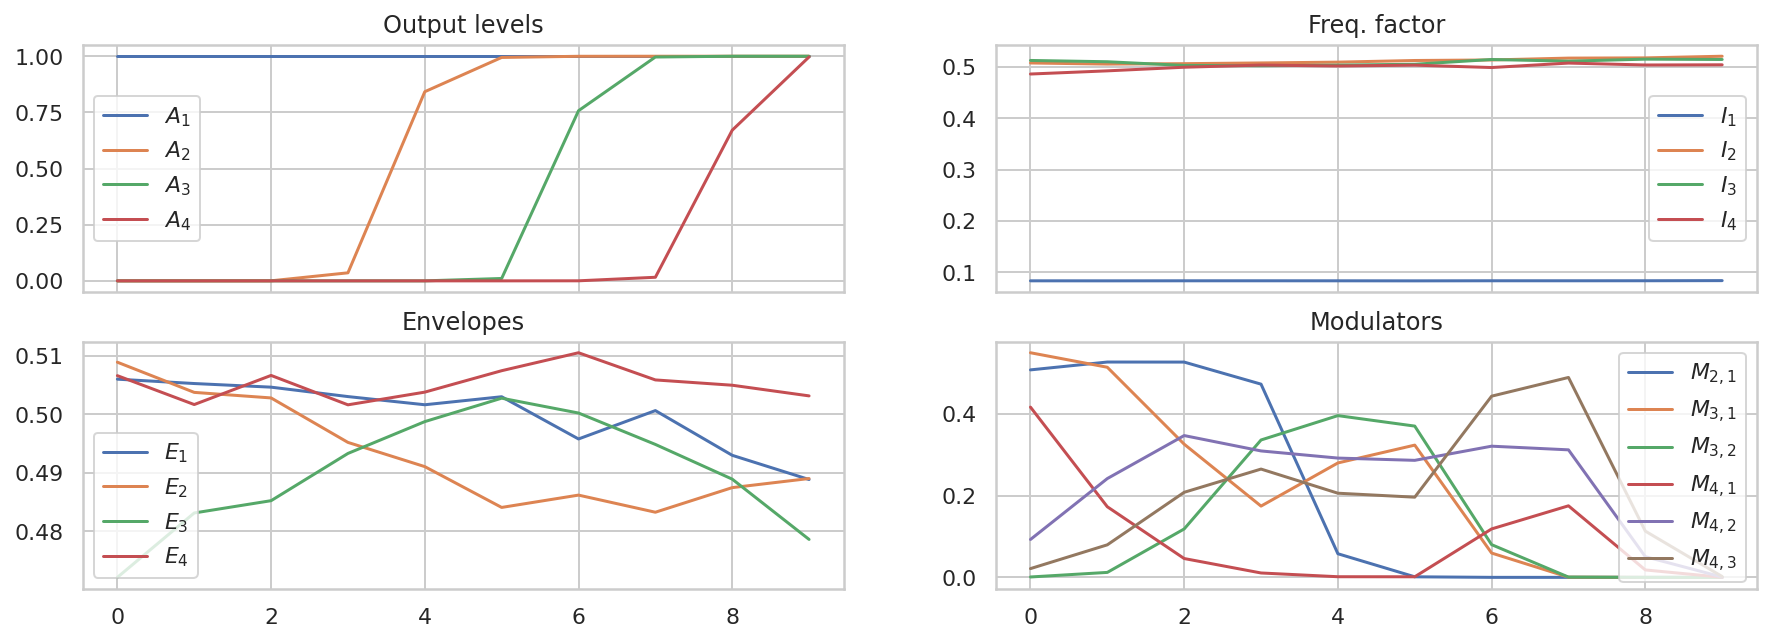 Output levels
1.00
0.75
0.50
0.25
0.00
A1
A2
A3
A4
Freq. factor
0.5
0.4
0.3
0.2
0.1
I1
I2
I3
I4
Envelopes
0.51
0.50
0.49
0.48
E1
E2
E3
E4
0 2 4 6 8
Modulators
0.4
0.2
0.0
M2,1
M3,1
M3,2
M4,1
M4,2
M4,3
0 2 4 6 8